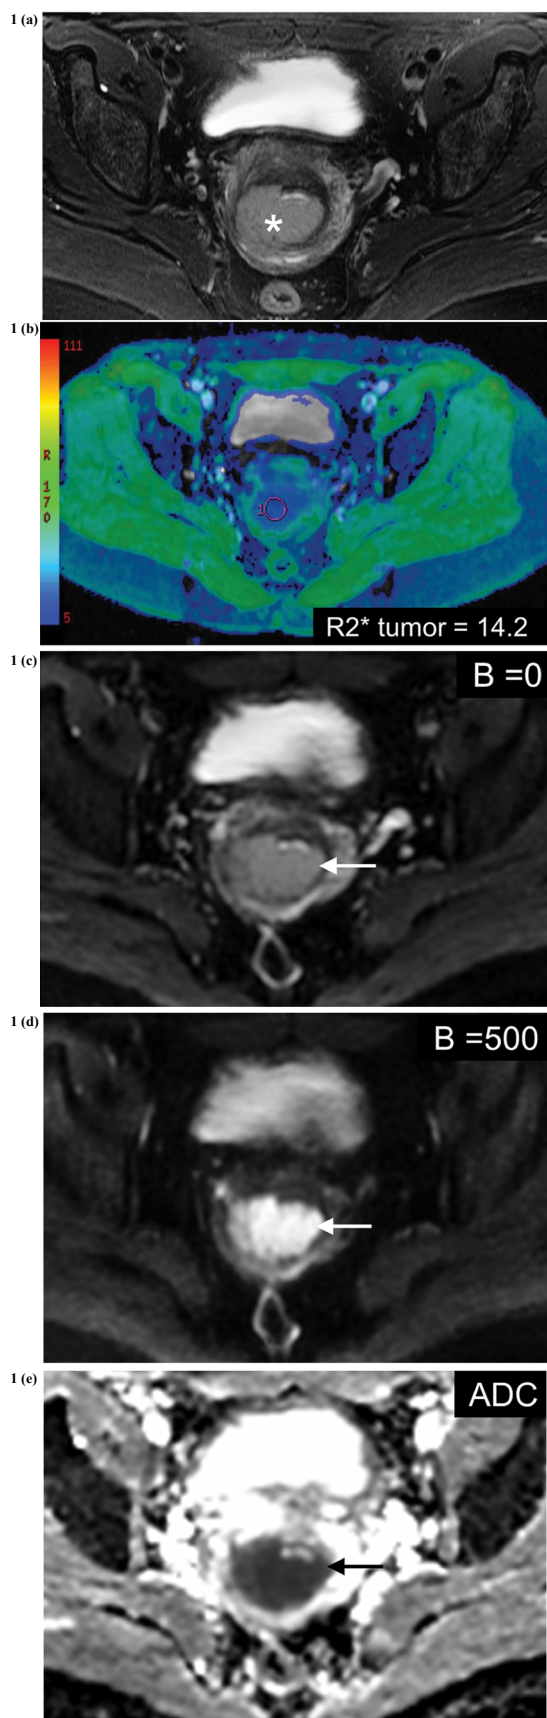 1 (a)
*
1 (b)
111
R
1
7
0
5
1
R2* tumor = 14.2
1 (c)
B =0
1 (d)
B =500
1 (e)
ADC